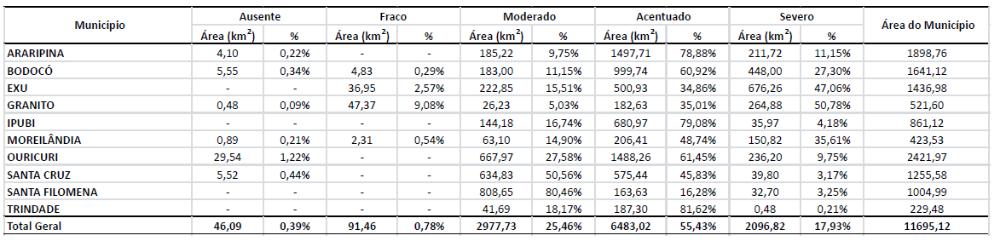 Município Ausente Fraco Moderado Acentuado Severo Área do Município
Área (km²) % Área (km²) % Área (km²) % Área (km²) % Área (km²) %
ARARIPINA 4,10 0,22% - - 185,22 9,75% 1497,71 78,88% 211,72 11,15% 1898,76
BODOCÓ 5,55 0,34% 4,83 0,29% 183,00 11,15% 999,74 60,92% 448,00 27,30% 1641,12
EXU - - 36,95 2,57% 222,85 15,51% 500,93 34,86% 676,26 47,06% 1436,98
GRANITO 0,48 0,09% 47,37 9,08% 26,23 5,03% 182,63 35,01% 264,88 50,78% 521,60
IPUBI - - - - 144,18 16,74% 680,97 79,08% 35,97 4,18% 861,12
MOREILÂNDIA 0,89 0,21% 2,31 0,54% 63,10 14,90% 206,41 48,74% 150,82 35,61% 423,53
OURICURI 29,54 1,22% - - 667,97 27,58% 1488,26 61,45% 236,20 9,75% 2421,97
SANTA CRUZ 5,52 0,44% - - 634,83 50,56% 575,44 45,83% 39,80 3,17% 1255,58
SANTA FILOMENA - - - - 808,65 80,46% 163,63 16,28% 32,70 3,25% 1004,99
TRINDADE - - - - 41,69 18,17% 187,30 81,62% 0,48 0,21% 229,48
Total Geral 46,09 0,39% 91,46 0,78% 2977,73 25,46% 6483,02 55,43% 2096,82 17,93% 11695,12